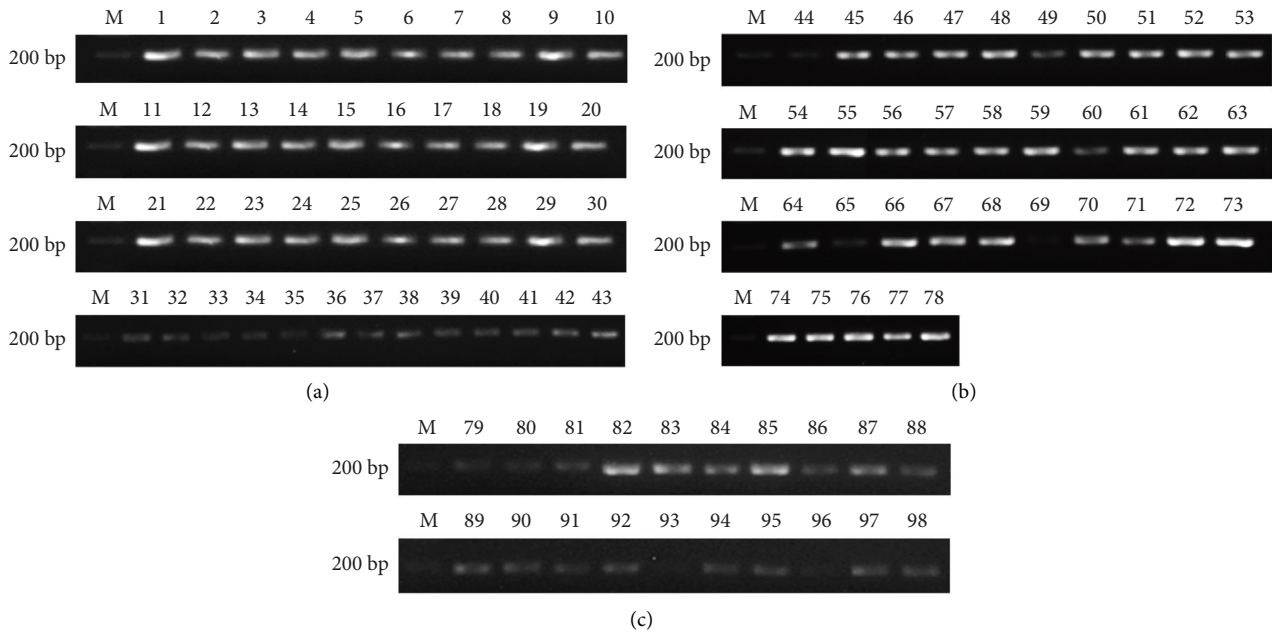 M 1 2 3 4 5 6 7 8 9 10
200 bp
M 11 12 13 14 15 16 17 18 19 20
200 bp
M 21 22 23 24 25 26 27 28 29 30
200 bp
M 31 32 33 34 35 36 37 38 39 40 41 42 43
200 bp
(a)
M 44 45 46 47 48 49 50 51 52 53
200 bp
M 54 55 56 57 58 59 60 61 62 63
200 bp
M 64 65 66 67 68 69 70 71 72 73
200 bp
M 74 75 76 77 78
200 bp
(b)
M 79 80 81 82 83 84 85 86 87 88
200 bp
M 89 90 91 92 93 94 95 96 97 98
200 bp
(c)